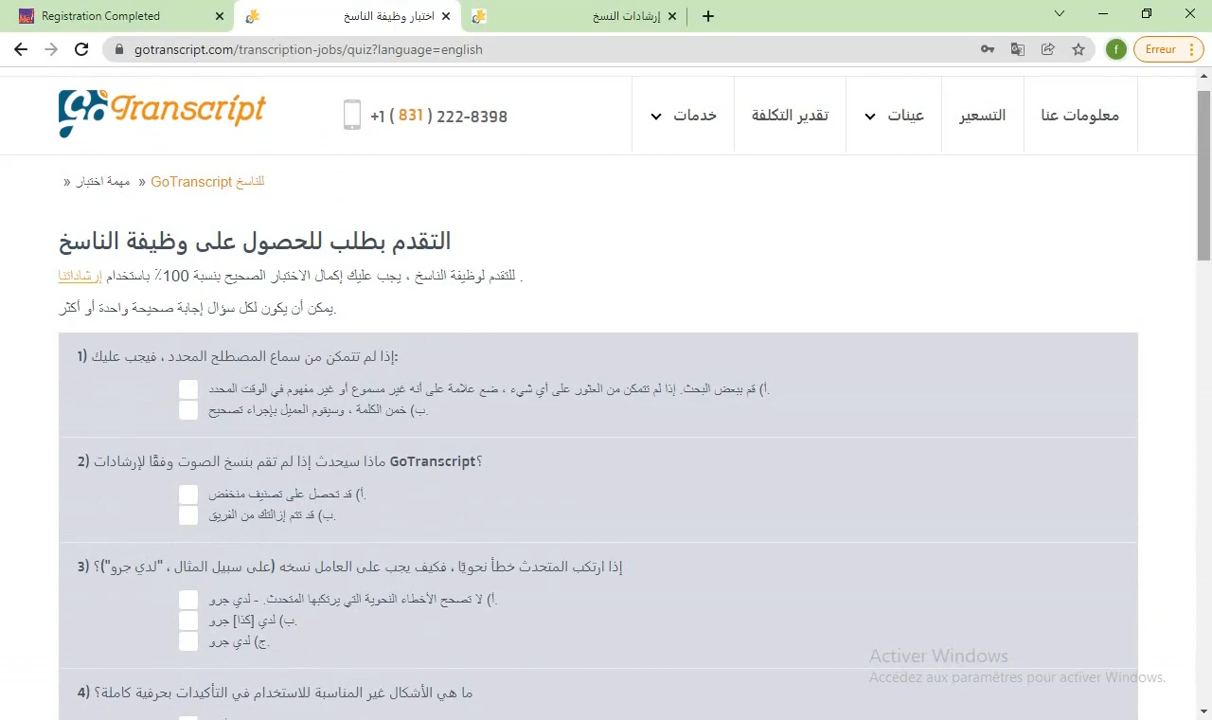 Registration Completed
اختبار وظيفة الناسخ
إرشادات النسخ
gotranscript.com/transcription-jobs/quiz?language=english
f
Erreur
GoTranscript
+1 ( 831 ) 222-8398
خدمات
تقدير التكلفة
عينات
التسعير
معلومات عنا
» مهمة اختبار » GoTranscript للناسخ
التقدم بطلب للحصول على وظيفة الناسخ
للتقدم لوظيفة الناسخ ، يجب عليك إكمال الاختبار الصحيح بنسبة 100٪ باستخدام إرشاداتنا .
يمكن أن يكون لكل سؤال إجابة صحيحة واحدة أو أكثر.
1) إذا لم تتمكن من سماع المصطلح المحدد ، فيجب عليك:
أ) قم ببعض البحث. إذا لم تتمكن من العثور على أي شيء ، ضع علامة على أنه غير مسموع أو غير مفهوم في الوقت المحدد.
ب) خمن الكلمة ، وسيقوم العميل بإجراء تصحيح.
2) ماذا سيحدث إذا لم تقم بنسخ الصوت وفقًا لإرشادات GoTranscript؟
أ) قد تحصل على تصنيف منخفض.
ب) قد تتم إزالتك من الفريق.
3) إذا ارتكب المتحدث خطأ نحويًا ، فكيف يجب على العامل نسخه (على سبيل المثال ، "لدي جرو")؟
أ) لا تصحح الأخطاء النحوية التي يرتكبها المتحدث. - لدي جرو.
ب) لدي [كذا] جرو.
ج) لدي جرو.
4) ما هي الأشكال غير المناسبة للاستخدام في التأكيدات بحرفية كاملة؟
Activer Windows
Accédez aux paramètres pour activer Windows.